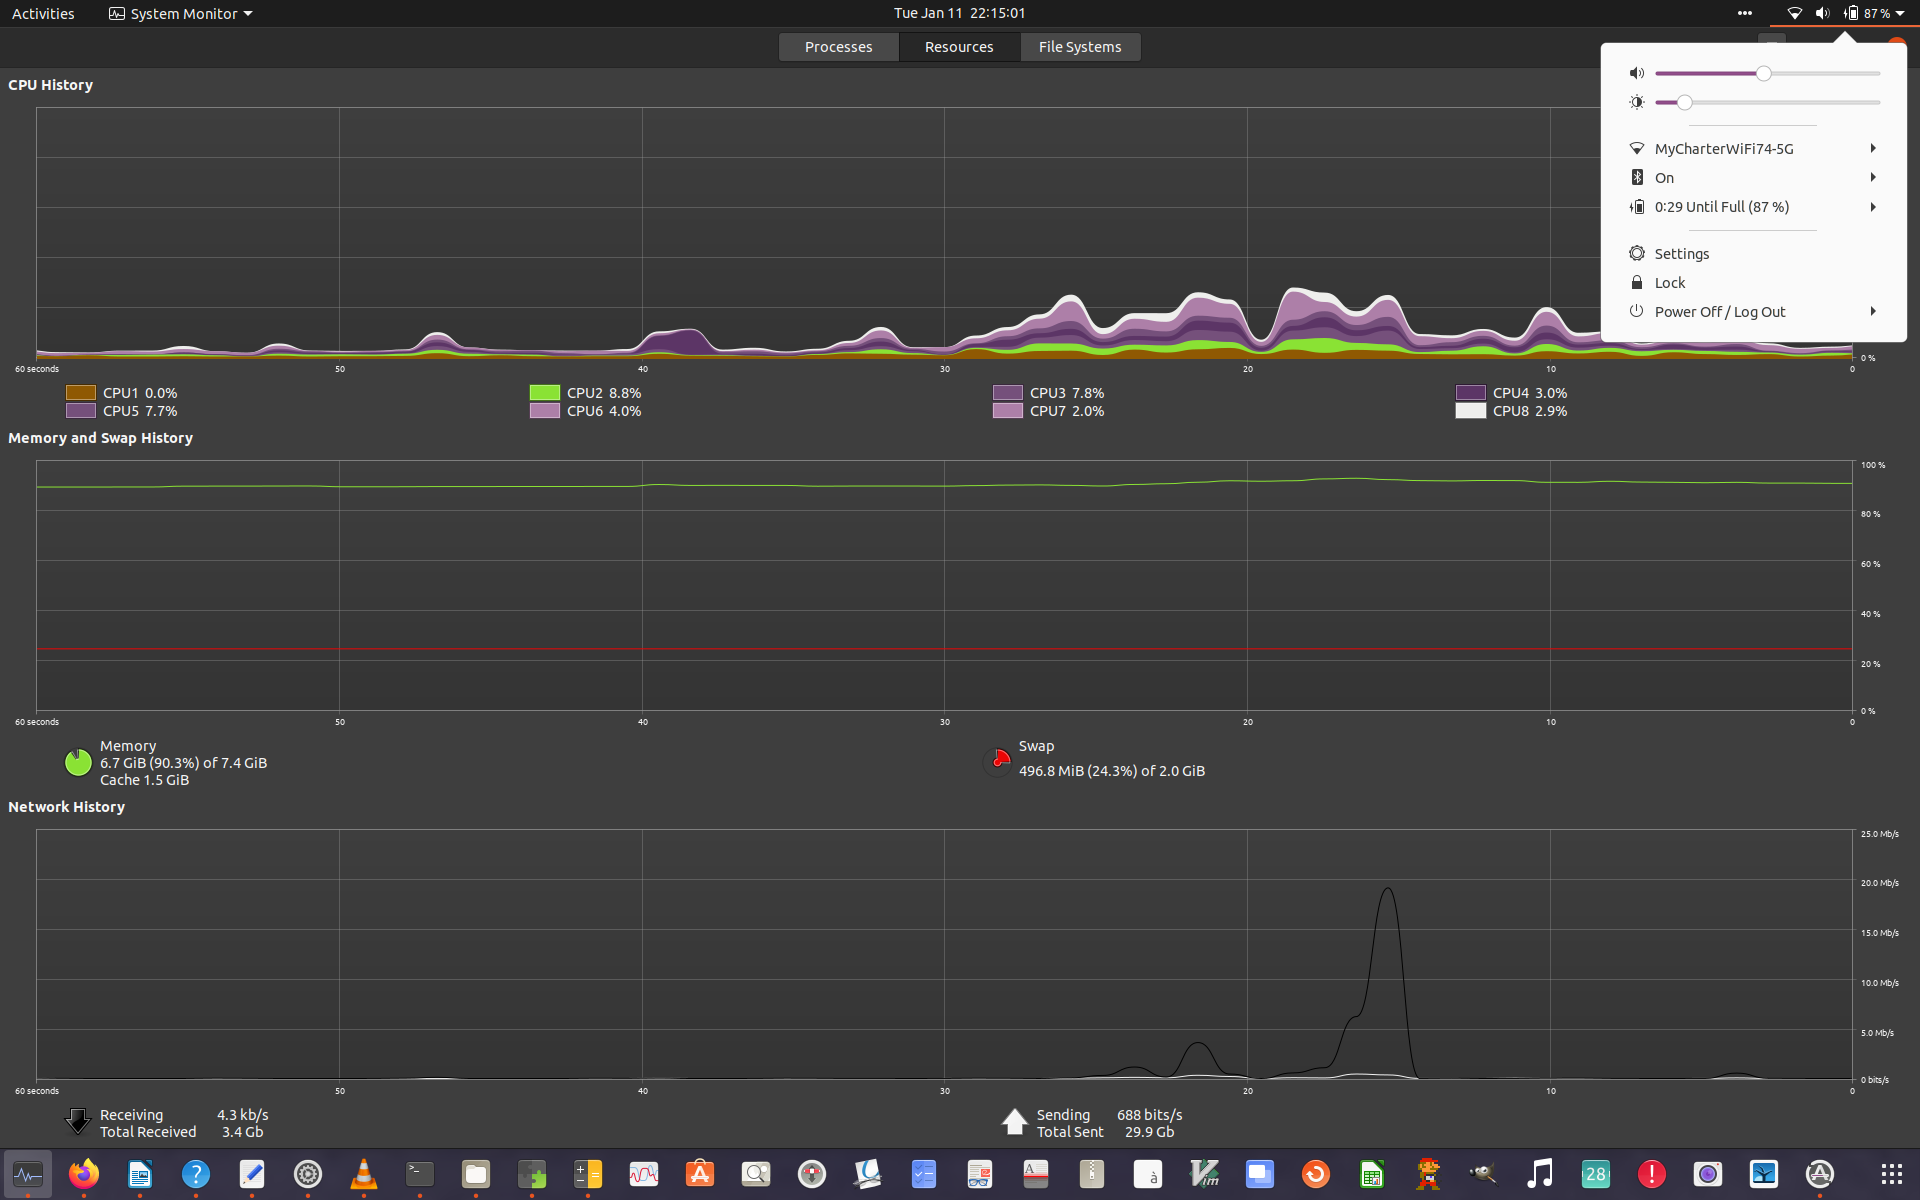 Activities
System Monitor
Tue Jan 11 22:15:01
87 %
Processes
Resources
File Systems
CPU History
MyCharterWiFi74-5G
On
0:29 Until Full (87 %)
Settings
Lock
Power Off / Log Out
0 %
60 seconds 50 40 30 20 10 0
CPU1 0.0%
CPU2 8.8%
CPU3 7.8%
CPU4 3.0%
CPU5 7.7%
CPU6 4.0%
CPU7 2.0%
CPU8 2.9%
Memory and Swap History
100 %
80 %
60 %
40 %
20 %
0 %
60 seconds 50 40 30 20 10 0
Memory
6.7 GiB (90.3%) of 7.4 GiB
Cache 1.5 GiB
Swap
496.8 MiB (24.3%) of 2.0 GiB
Network History
25.0 Mb/s
20.0 Mb/s
15.0 Mb/s
10.0 Mb/s
5.0 Mb/s
0 bits/s
60 seconds 50 40 30 20 10 0
Receiving 4.3 kb/s
Total Received 3.4 Gb
Sending 688 bits/s
Total Sent 29.9 Gb
à
Vim
28